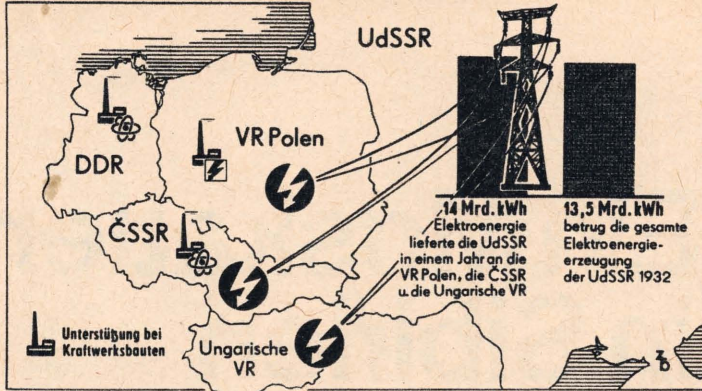 UdSSR
VR Polen
DDR
ČSSR
14 Mrd. kWh
Elektroenergie
lieferte die UdSSR
in einem Jahr an die
VR Polen, die ČSSR
u. die Ungarische VR
13,5 Mrd. kWh
betrug die gesamte
Elektroenergie-
erzeugung
der UdSSR 1932
Unterstützung bei
Kraftwerksbauten
Ungarische
VR